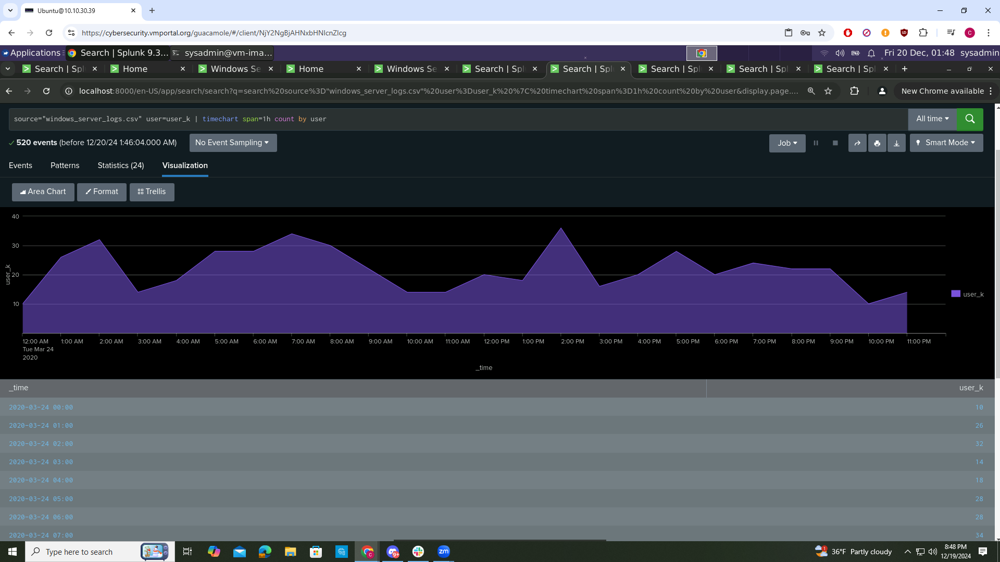 Ubuntu@10.10.30.39
https://cybersecurity.vmportal.org/guacamole/#/client/NjY2NgBjAHNxbHNlcnZlcg
C
Applications Search | Splunk 9.3... sysadmin@vm-ima... Fri 20 Dec, 01:48 sysadmin
Search | Spl Home Windows Se Home Windows Se Search | Spl Search | Spl Search | Spl Search | Spl Search | Spl
localhost:8000/en-US/app/search/search?q=search%20source%3D"windows_server_logs.csv"%20user%3Duser_k%20%7C%20timechart%20span%3D1h%20count%20by%20user&display.page.... New Chrome available
source="windows_server_logs.csv" user=user_k | timechart span=1h count by user All time
520 events (before 12/20/24 1:46:04.000 AM) No Event Sampling Job Smart Mode
Events Patterns Statistics (24) Visualization
Area Chart Format Trellis
40
30
20
10
user_k
user_k
12:00 AM 1:00 AM 2:00 AM 3:00 AM 4:00 AM 5:00 AM 6:00 AM 7:00 AM 8:00 AM 9:00 AM 10:00 AM 11:00 AM 12:00 PM 1:00 PM 2:00 PM 3:00 PM 4:00 PM 5:00 PM 6:00 PM 7:00 PM 8:00 PM 9:00 PM 10:00 PM 11:00 PM
Tue Mar 24
2020
_time
_time user_k
2020-03-24 00:00 10
2020-03-24 01:00 26
2020-03-24 02:00 32
2020-03-24 03:00 14
2020-03-24 04:00 18
2020-03-24 05:00 28
2020-03-24 06:00 28
2020-03-24 07:00 34
Type here to search zm 36°F Partly cloudy 8:48 PM
12/19/2024